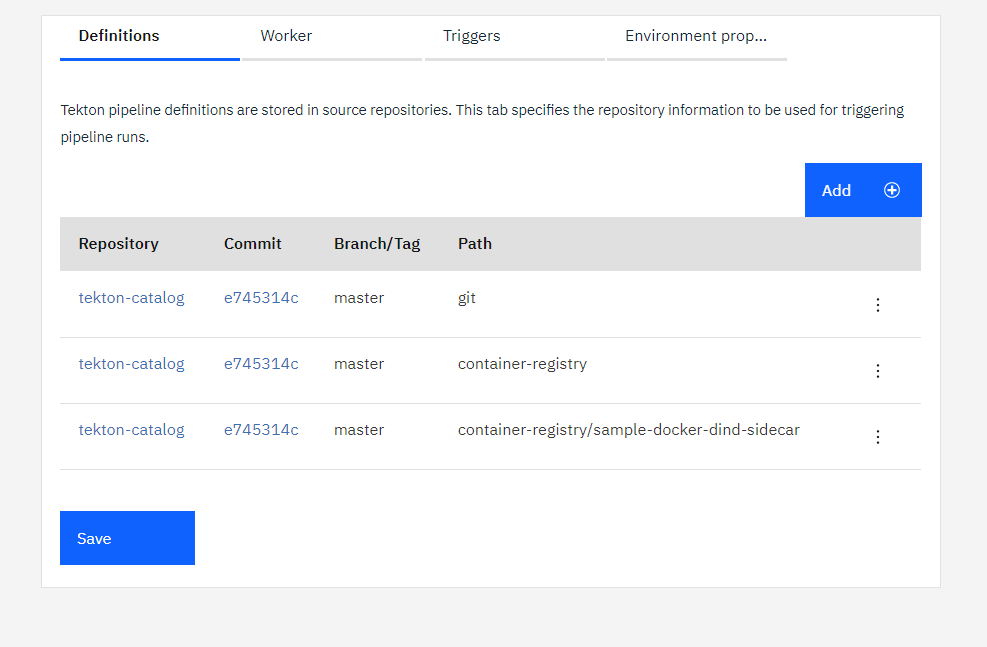 Definitions Worker Triggers Environment prop...
Tekton pipeline definitions are stored in source repositories. This tab specifies the repository information to be used for triggering
pipeline runs.
Add
Repository Commit Branch/Tag Path
tekton-catalog e745314c master git
tekton-catalog e745314c master container-registry
tekton-catalog e745314c master container-registry/sample-docker-dind-sidecar
Save